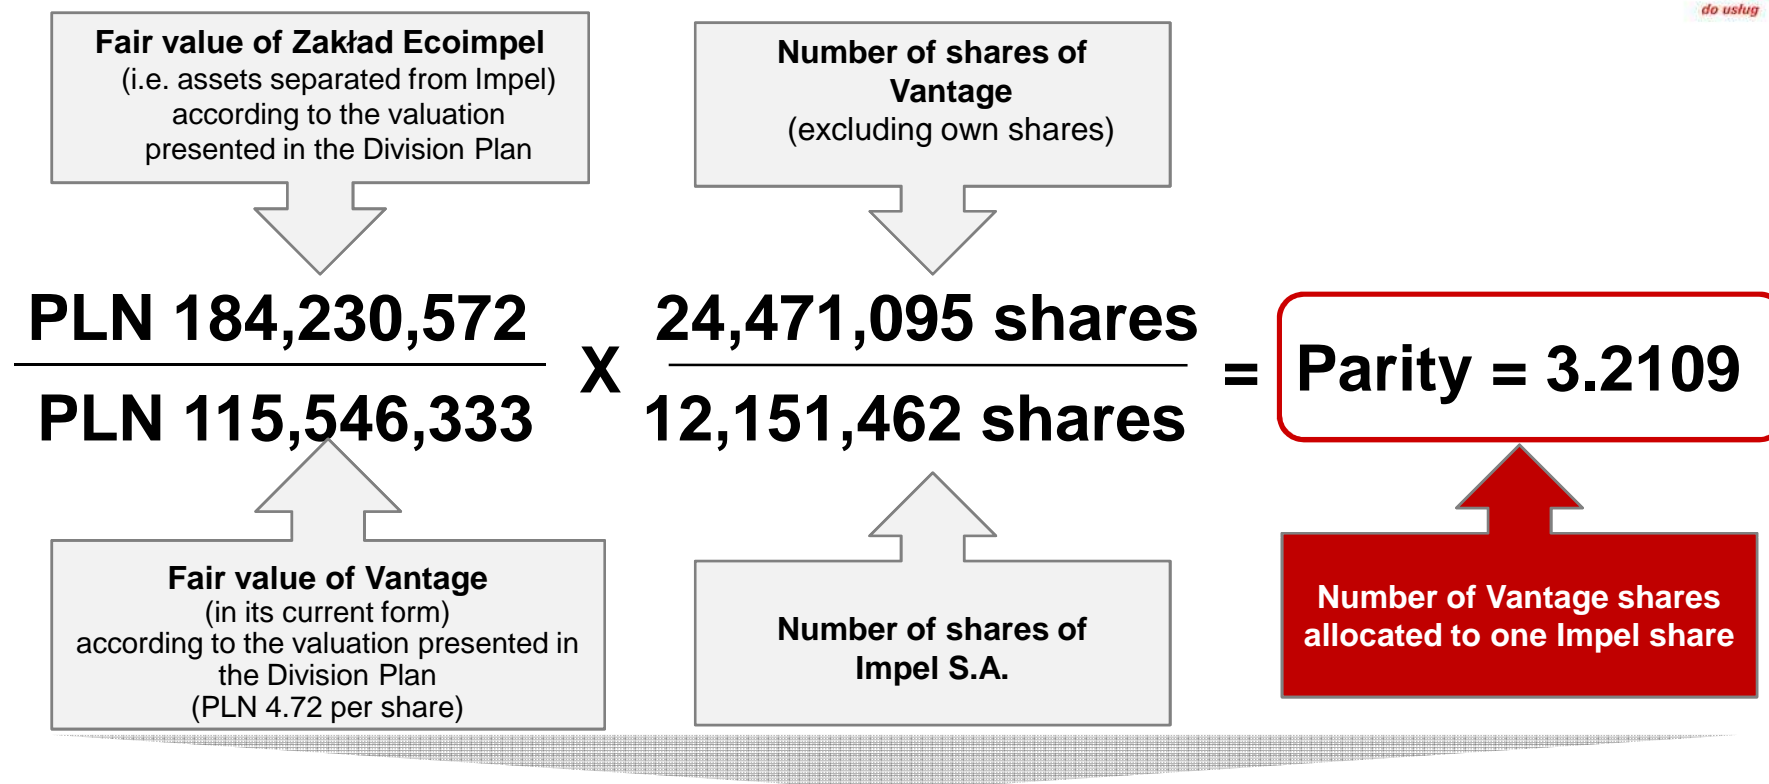 do usług
Fair value of Zakład Ecoimpel
(i.e. assets separated from Impel)
according to the valuation
presented in the Division Plan
Number of shares of
Vantage
(excluding own shares)
PLN 184,230,572
PLN 115,546,333
X
24,471,095 shares
12,151,462 shares
=
Parity = 3.2109
Fair value of Vantage
(in its current form)
according to the valuation presented in
the Division Plan
(PLN 4.72 per share)
Number of shares of
Impel S.A.
Number of Vantage shares
allocated to one Impel share